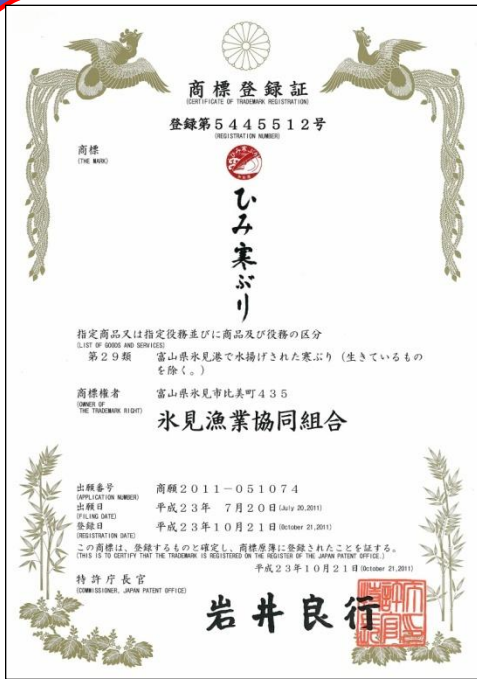 商標登録証
(CERTIFICATE OF TRADEMARK REGISTRATION)
登録第5445512号
(REGISTRATION NUMBER)
商標
(THE MARK)
ひみ寒ぶり
指定商品又は指定役務並びに商品及び役務の区分
(LIST OF GOODS AND SERVICES)
第29類 富山県氷見港で水揚げされた寒ぶり(生きているもの
を除く。)
商標権者 富山県氷見市比美町435
(OWNER OF
THE TRADEMARK RIGHT)
氷見漁業協同組合
出願番号 商願2011-051074
(APPLICATION NUMBER)
出願日 平成23年 7月20日(July 20,2011)
(FILING DATE)
登録日 平成23年10月21日(October 21,2011)
(REGISTRATION DATE)
この商標は、登録するものと確定し、商標原簿に登録されたことを証する。
(THIS IS TO CERTIFY THAT THE TRADEMARK IS REGISTERED ON THE REGISTER OF THE JAPAN PATENT OFFICE.)
平成23年10月21日(October 21,2011)
特許庁長官
(COMMISSIONER, JAPAN PATENT OFFICE)
岩井良行